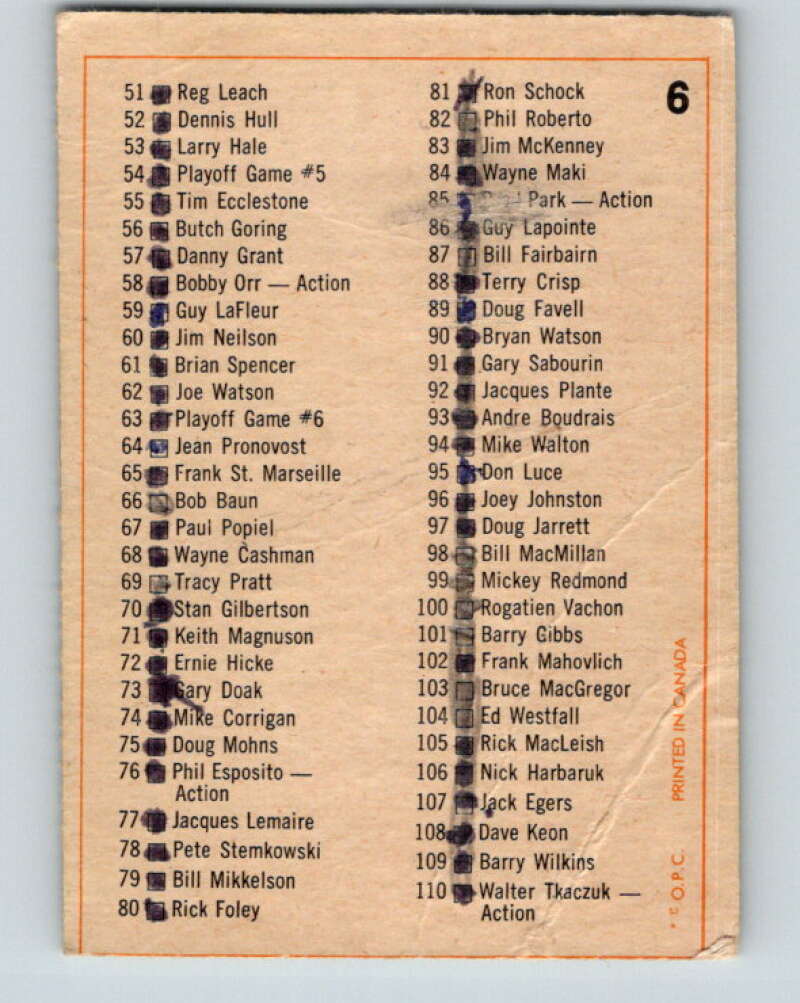 6
51 Reg Leach
52 Dennis Hull
53 Larry Hale
54 Playoff Game #5
55 Tim Ecclestone
56 Butch Goring
57 Danny Grant
58 Bobby Orr — Action
59 Guy LaFleur
60 Jim Neilson
61 Brian Spencer
62 Joe Watson
63 Playoff Game #6
64 Jean Pronovost
65 Frank St. Marseille
66 Bob Baun
67 Paul Popiel
68 Wayne Cashman
69 Tracy Pratt
70 Stan Gilbertson
71 Keith Magnuson
72 Ernie Hicke
73 Gary Doak
74 Mike Corrigan
75 Doug Mohns
76 Phil Esposito —
Action
77 Jacques Lemaire
78 Pete Stemkowski
79 Bill Mikkelson
80 Rick Foley
81 Ron Schock
82 Phil Roberto
83 Jim McKenney
84 Wayne Maki
85 Park — Action
86 Guy Lapointe
87 Bill Fairbairn
88 Terry Crisp
89 Doug Favell
90 Bryan Watson
91 Gary Sabourin
92 Jacques Plante
93 Andre Boudrais
94 Mike Walton
95 Don Luce
96 Joey Johnston
97 Doug Jarrett
98 Bill MacMillan
99 Mickey Redmond
100 Rogatien Vachon
101 Barry Gibbs
102 Frank Mahovlich
103 Bruce MacGregor
104 Ed Westfall
105 Rick MacLeish
106 Nick Harbaruk
107 Jack Egers
108 Dave Keon
109 Barry Wilkins
110 Walter Tkaczuk —
Action
* © O.P.C. PRINTED IN CANADA